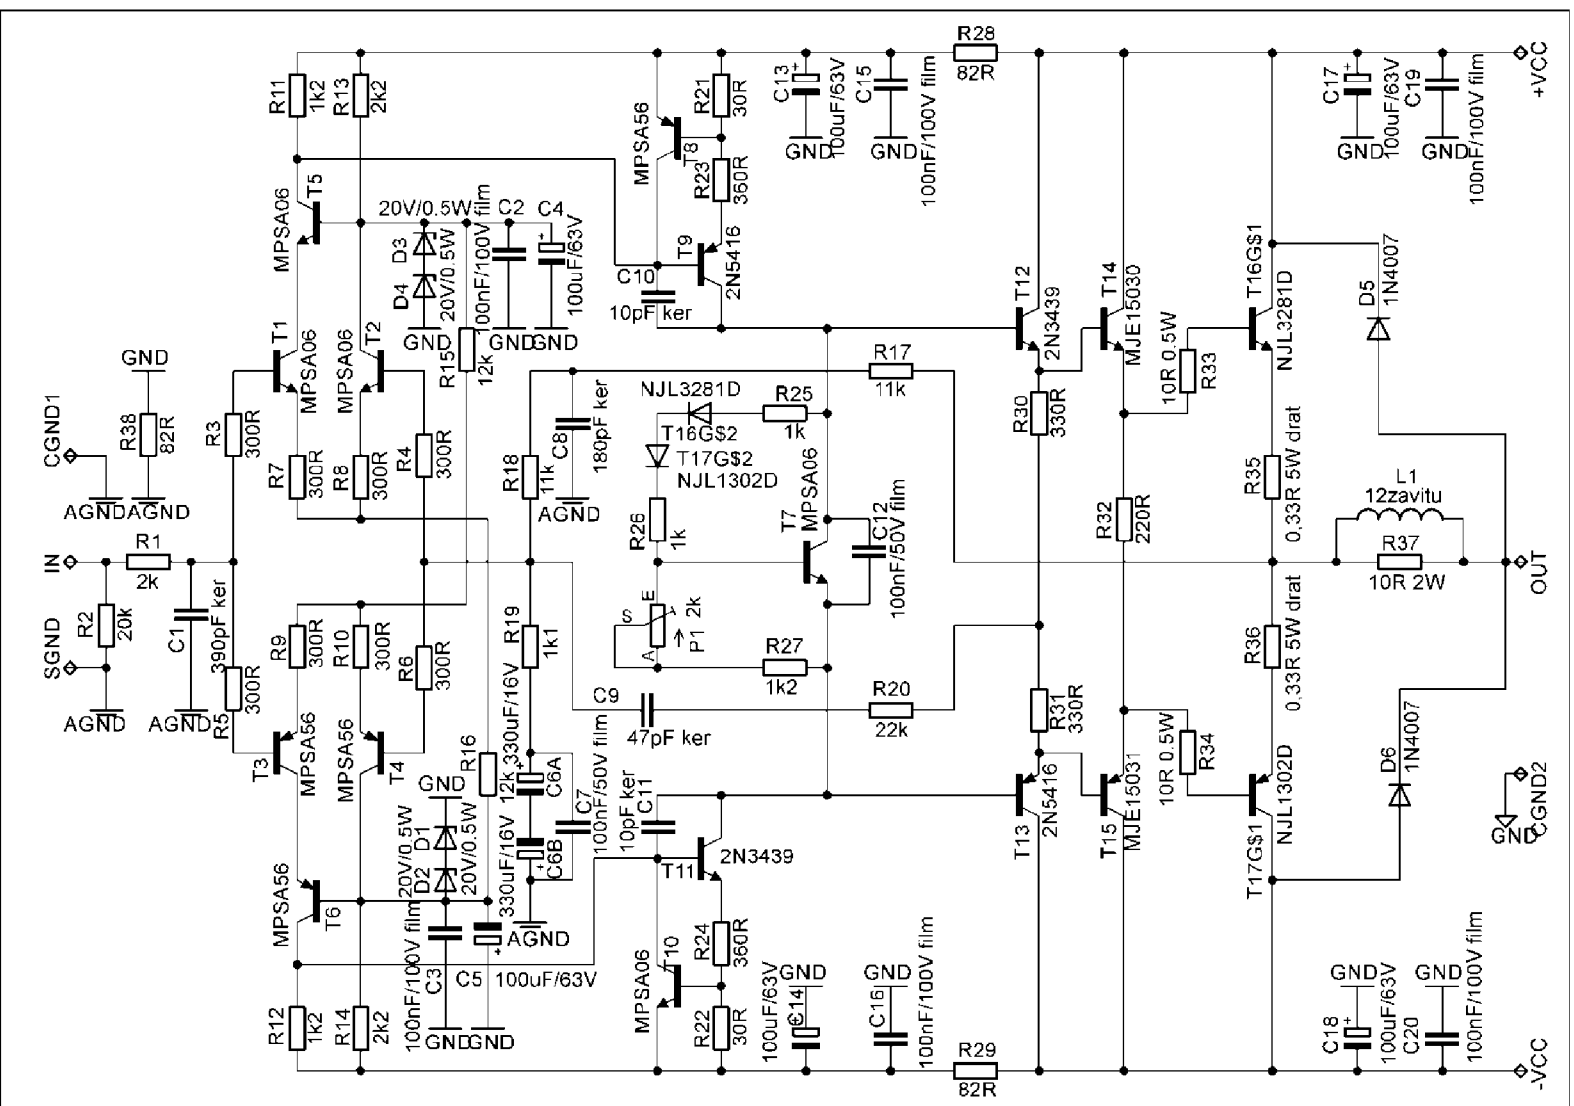 R28
82R
+VCC
R11
1k2
R13
2k2
MPSA56
T8
R21
30R
R23
360R
C13
+
100uF/63V
GND
C15
100nF/100V film
GND
C17
+
100uF/63V
GND
C19
100nF/100V film
GND
MPSA06
T5
20V/0.5W
D3
D4
20V/0.5W
GND
C2
100nF/100V film
GND
C4
+
100uF/63V
GND
T9
2N5416
C10
10pF ker
T12
2N3439
T14
MJE15030
T16G$1
NJL3281D
D5
1N4007
10R 0.5W
R33
GND
R38
82R
AGND
CGND1
AGND
T1
MPSA06
T2
MPSA06
R15
12k
R17
11k
R3
300R
R7
300R
R8
300R
R4
300R
R18
11k
C8
180pF ker
AGND
NJL3281D
T16G$2
T17G$2
NJL1302D
R25
1k
R26
1k
T7
MPSA06
C12
100nF/50V film
R30
330R
R32
220R
R35
0,33R 5W drat
L1
12zavitu
R37
10R 2W
OUT
IN
R1
2k
R2
20k
C1
390pF ker
SGND
AGND
AGND
R5
300R
R9
300R
R10
300R
R6
300R
R19
1k1
S
E
A
2k
P1
R27
1k2
C9
47pF ker
R20
22k
R31
330R
R36
0,33R 5W drat
T3
MPSA56
MPSA56
T4
R16
12k
330uF/16V
+
C6A
C6B
+
330uF/16V
C7
100nF/50V film
AGND
10pF ker
C11
T13
2N5416
T15
MJE15031
10R 0.5W
R34
T17G$1
NJL1302D
D6
1N4007
CGND2
GND
GND
20V/0.5W
D1
D2
20V/0.5W
MPSA56
T6
T11
2N3439
100nF/100V film
C3
GND
C5
+
100uF/63V
GND
R12
1k2
R14
2k2
MPSA06
T10
R24
360R
R22
30R
GND
100uF/63V
C14
GND
C16
100nF/100V film
R29
82R
GND
C18
+
100uF/63V
GND
C20
100nF/100V film
-VCC